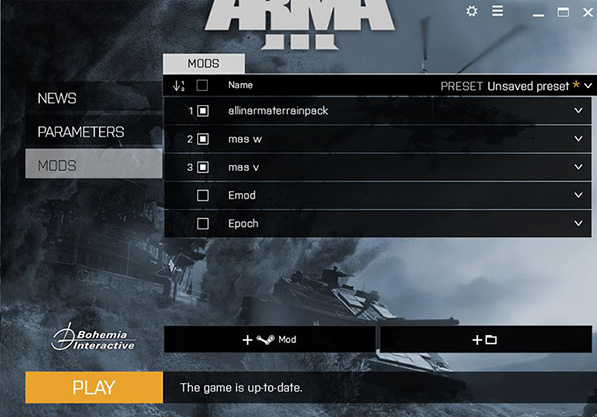 ARMA
III
MODS
Name PRESET Unsaved preset *
NEWS
PARAMETERS
MODS
1 allinarmaterrainpack
2 mas w
3 mas v
Emod
Epoch
Bohemia
Interactive
+ Mod
+
PLAY
The game is up-to-date.